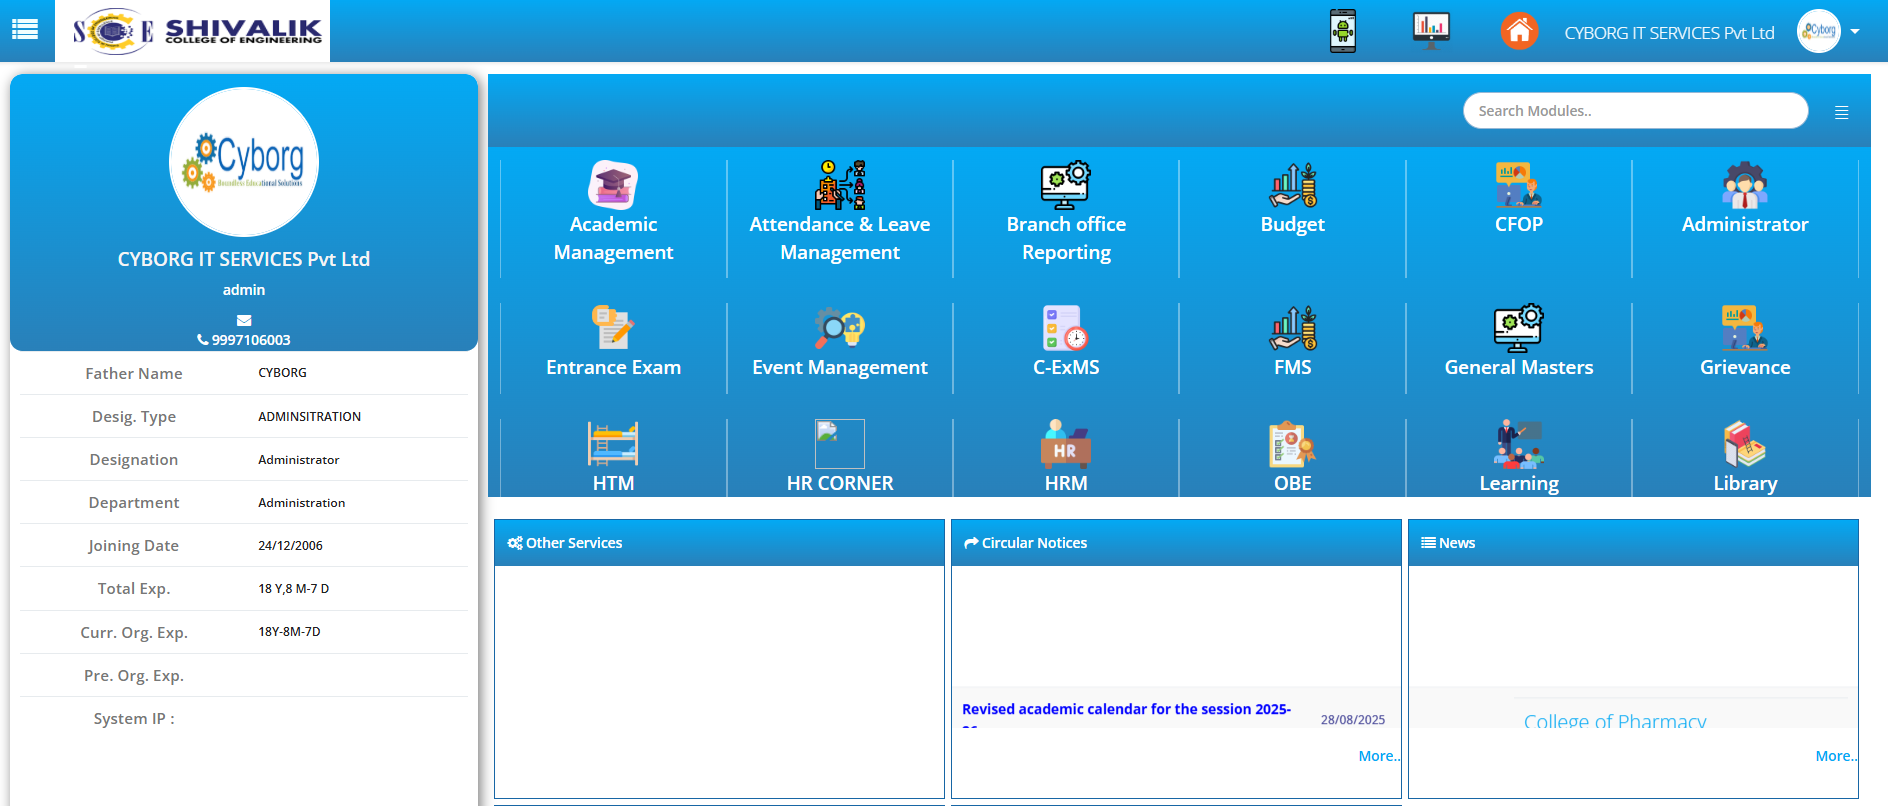 S E SHIVALIK
COLLEGE OF ENGINEERING
CYBORG IT SERVICES Pvt Ltd
Cyborg
Cyborg
Boundless Educational Solutions
CYBORG IT SERVICES Pvt Ltd
admin
9997106003
Father Name CYBORG
Desig. Type ADMINSITRATION
Designation Administrator
Department Administration
Joining Date 24/12/2006
Total Exp. 18 Y,8 M-7 D
Curr. Org. Exp. 18Y-8M-7D
Pre. Org. Exp.
System IP :
Search Modules..
Academic
Management
Attendance & Leave
Management
Branch office
Reporting
Budget
CFOP
Administrator
Entrance Exam
Event Management
C-ExMS
FMS
General Masters
Grievance
HTM
HR CORNER
HR
HRM
OBE
Learning
Library
Other Services
Circular Notices
Revised academic calendar for the session 2025-
28/08/2025
More..
News
College of Pharmacy
More..